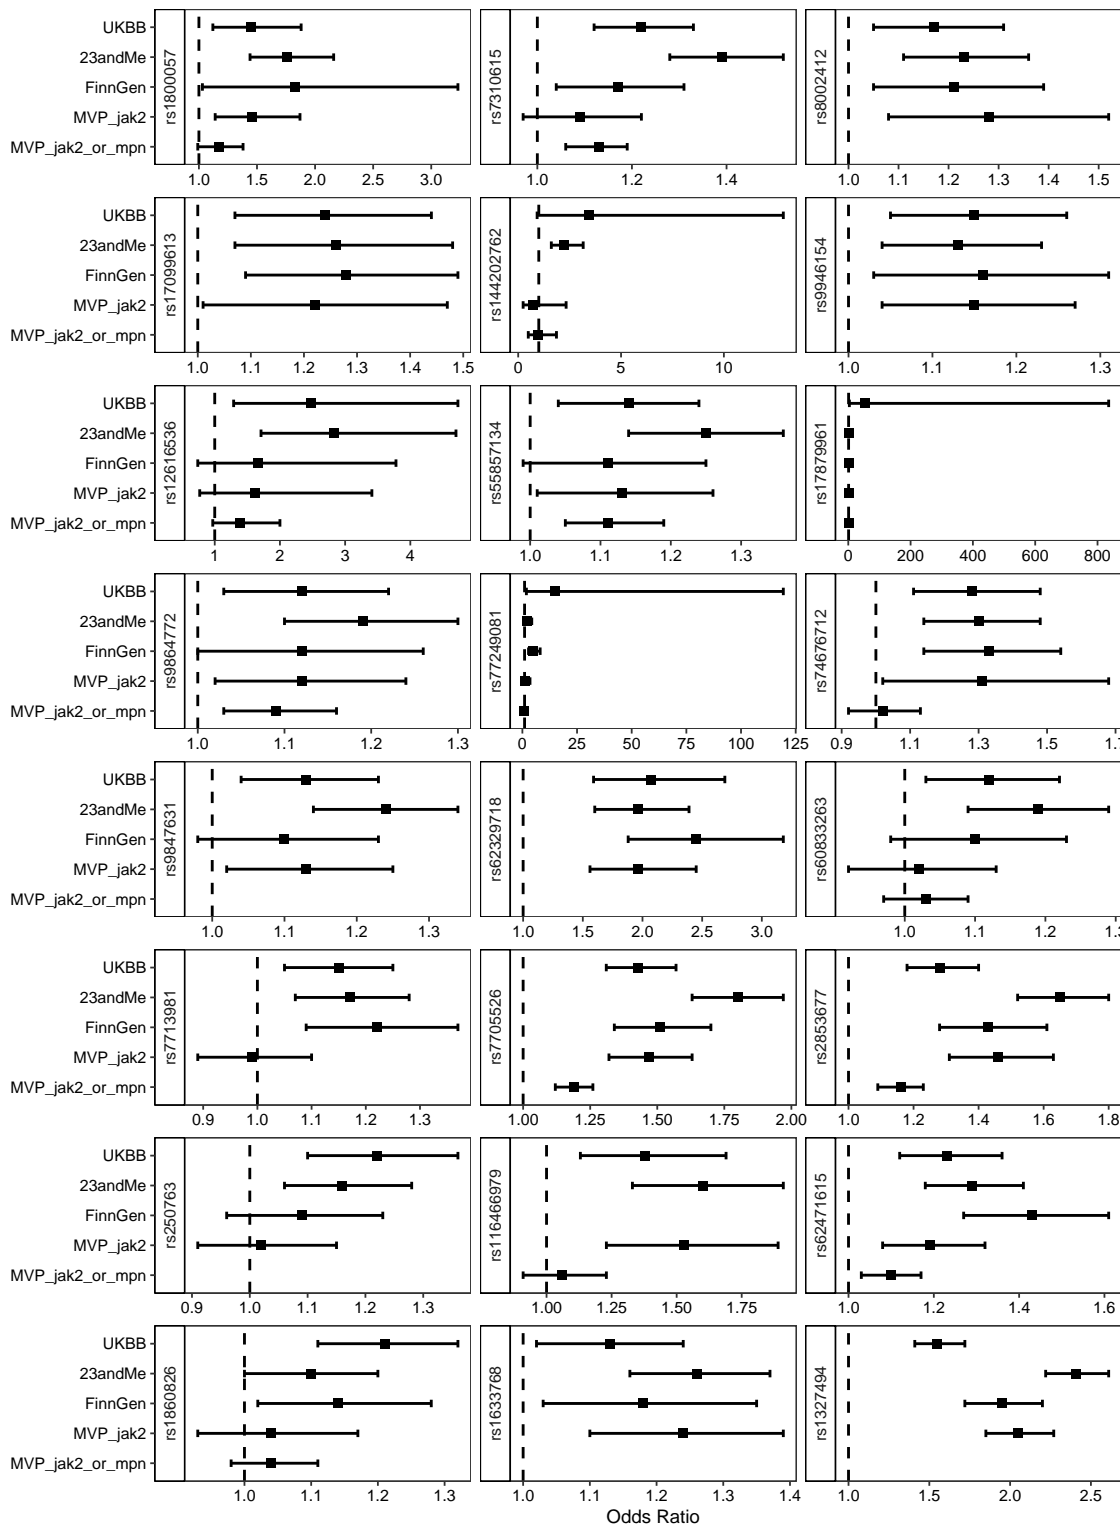 UKBB
23andMe
FinnGen
MVP_jak2
MVP_jak2_or_mpn
rs1800057
1.0 1.5 2.0 3.0
rs7310615
1.0 1.2 1.4
rs8002412
1.0 1.1 1.2 1.3 1.4 1.5
UKBB
23andMe
FinnGen
MVP_jak2
MVP_jak2_or_mpn
rs17099613
1.0 1.1 1.2 1.3 1.4 1.5
rs144202762
0 5 10
rs9946154
1.0 1.1 1.2 1.3
UKBB
23andMe
FinnGen
MVP_jak2
MVP_jak2_or_mpn
rs12616536
1 2 3 4
rs55857134
1.0 1.1 1.2 1.3
rs17879961
0 200 400 600 800
UKBB
23andMe
FinnGen
MVP_jak2
MVP_jak2_or_mpn
rs9864772
1.0 1.1 1.2 1.3
rs77249081
0 25 50 75 100 125
rs74676712
0.9 1.1 1.3 1.5 1.7
UKBB
23andMe
FinnGen
MVP_jak2
MVP_jak2_or_mpn
rs9847631
1.0 1.1 1.2 1.3
rs62329718
1.0 1.5 2.0 2.5 3.0
rs60833263
1.0 1.1 1.2 1.3
UKBB
23andMe
FinnGen
MVP_jak2
MVP_jak2_or_mpn
rs7713981
0.9 1.0 1.1 1.2 1.3
rs7705526
1.00 1.25 1.50 1.75 2.00
rs2853677
1.0 1.2 1.4 1.6 1.8
UKBB
23andMe
FinnGen
MVP_jak2
MVP_jak2_or_mpn
rs250763
0.9 1.0 1.1 1.2 1.3
rs116466979
1.00 1.25 1.50 1.75
rs62471615
1.0 1.2 1.4 1.6
UKBB
23andMe
FinnGen
MVP_jak2
MVP_jak2_or_mpn
rs1860826
1.0 1.1 1.2 1.3
rs1633768
1.0 1.1 1.2 1.3 1.4
rs1327494
1.0 1.5 2.0 2.5
Odds Ratio